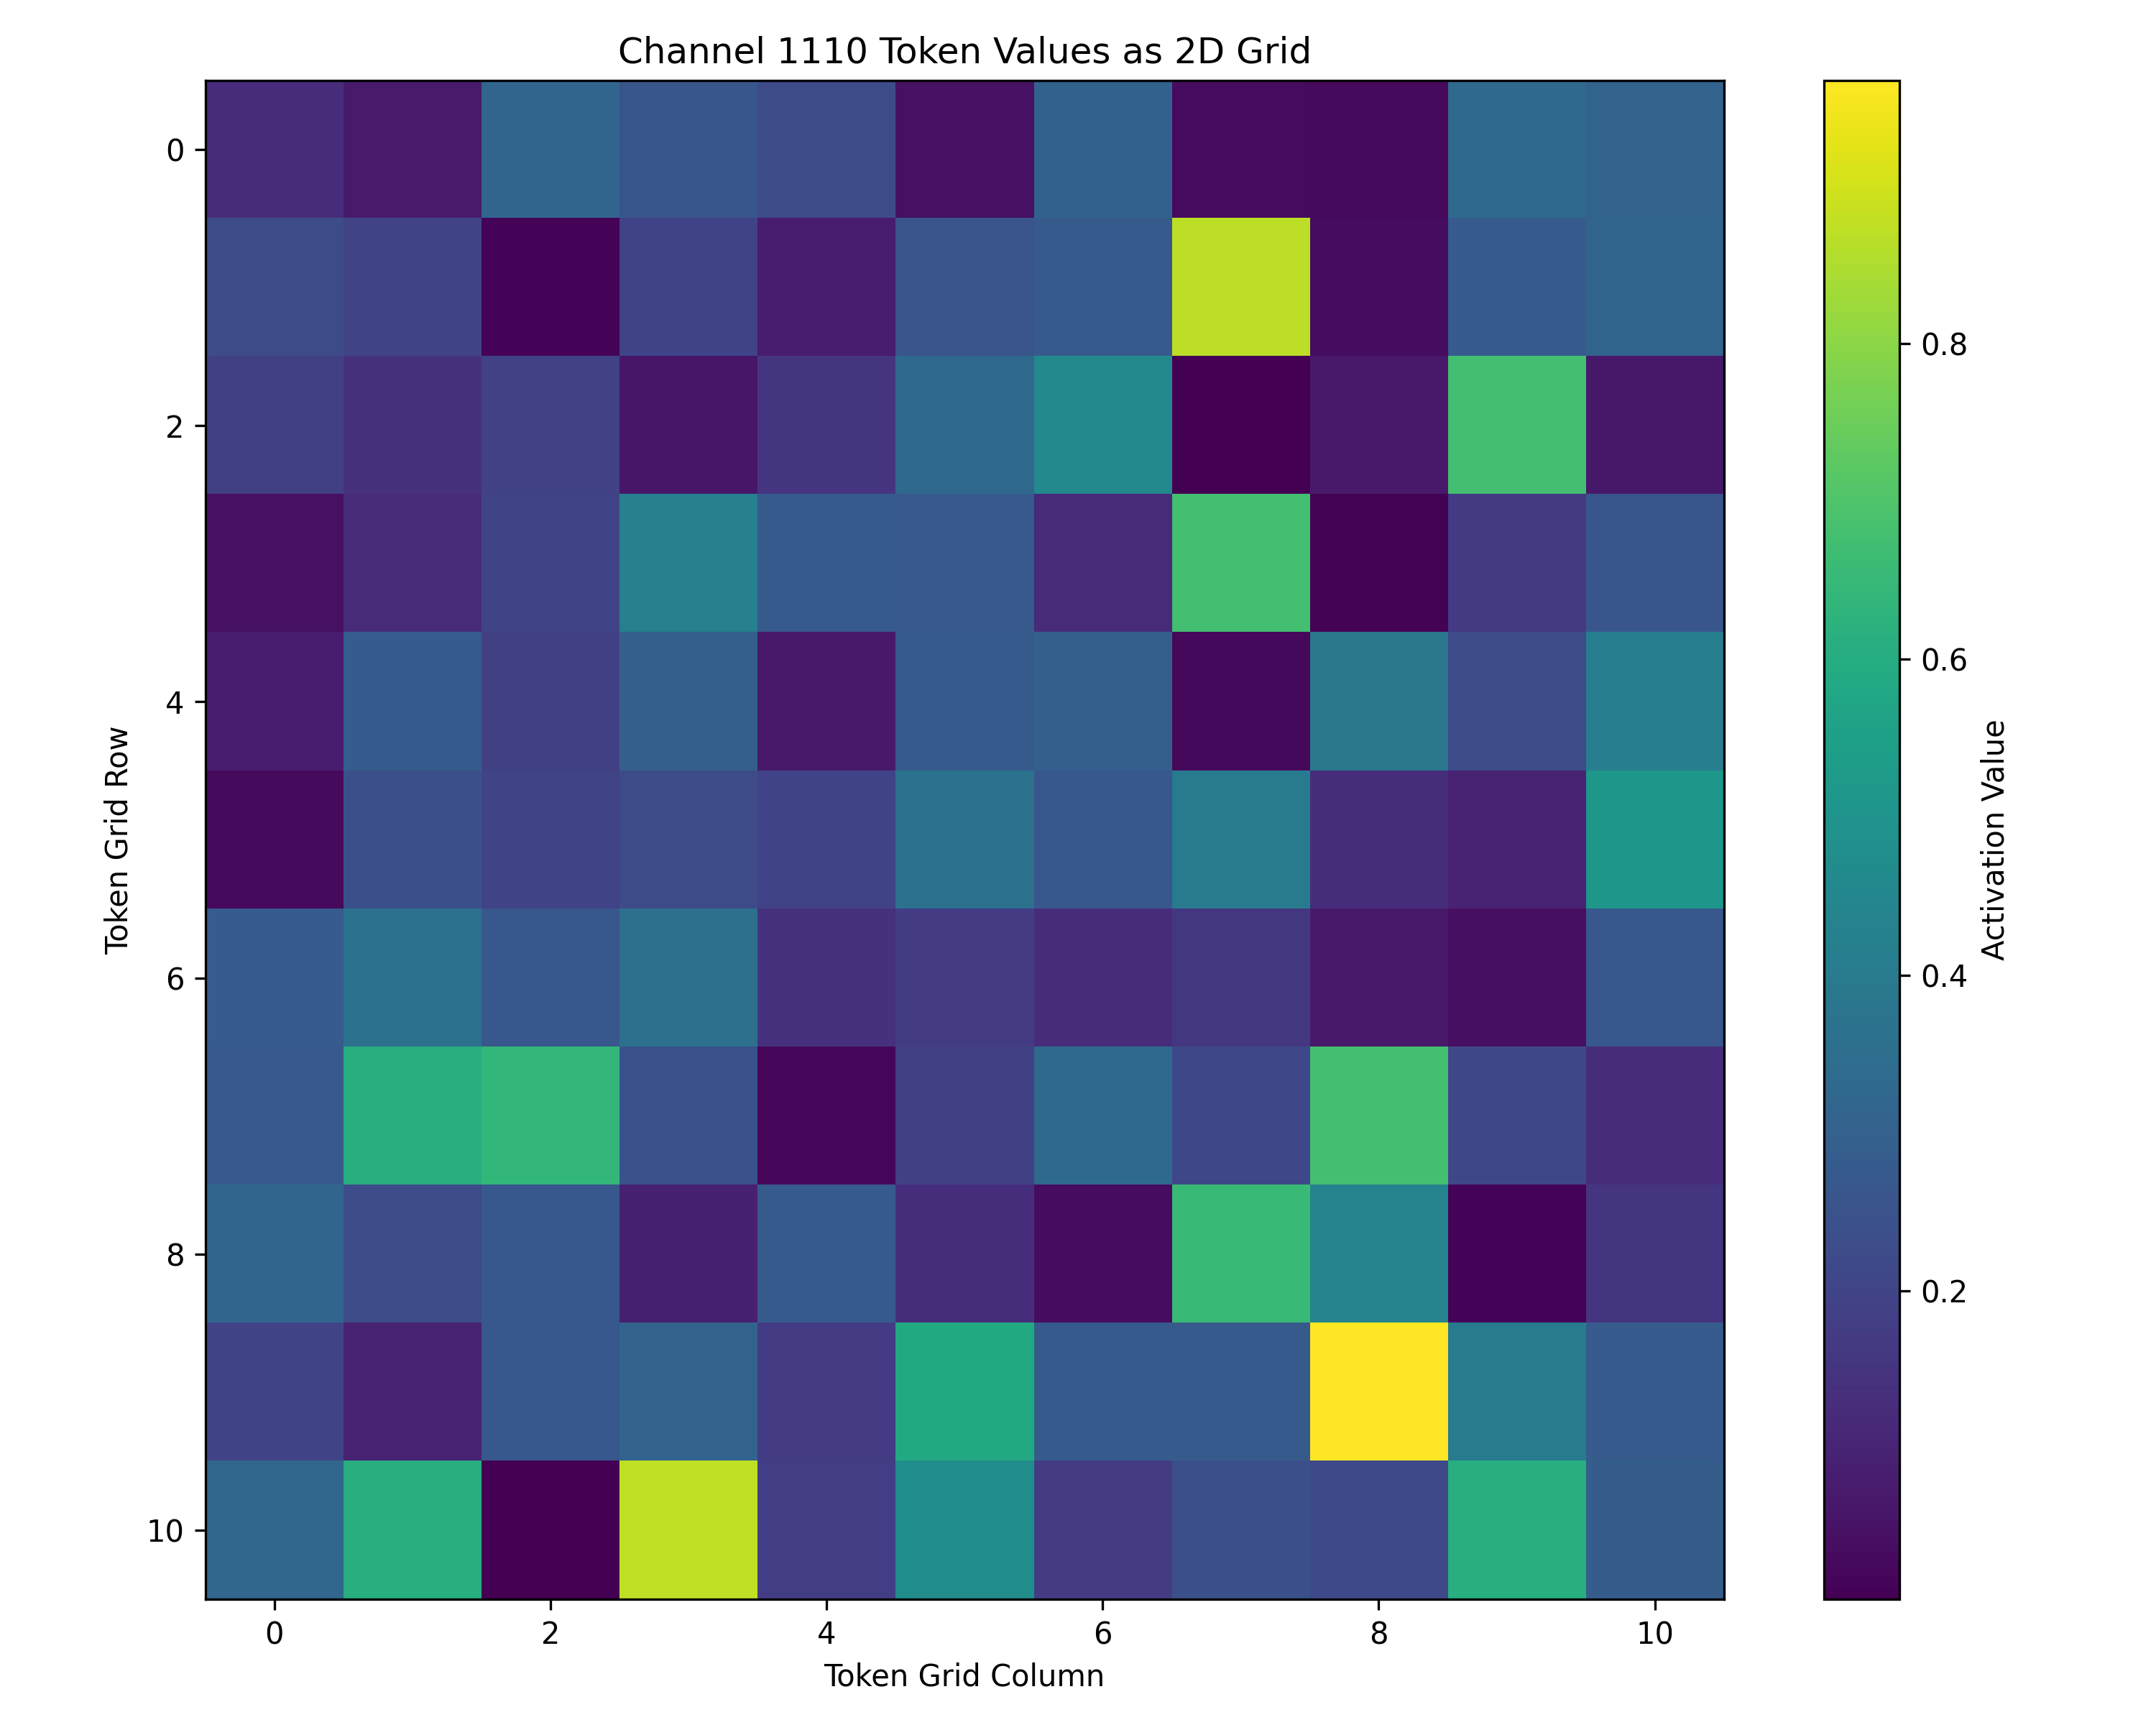 Channel 1110 Token Values as 2D Grid
0
2
4
6
8
10
Token Grid Row
0 2 4 6 8 10
Token Grid Column
0.8
0.6
0.4
0.2
Activation Value